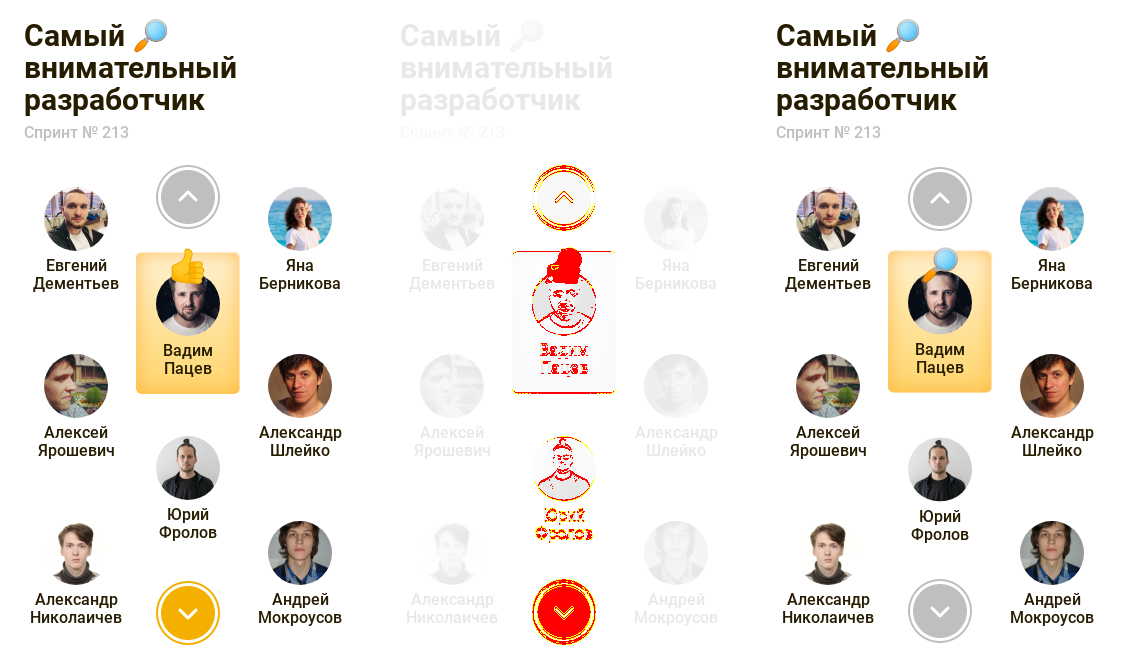 Самый 🔎
внимательный
разработчик
Спринт № 213
Евгений
Дементьев
Вадим
Пацев
Яна
Берникова
Алексей
Ярошевич
Юрий
Фролов
Александр
Шлейко
Александр
Николаичев
Андрей
Мокроусов
Самый 🔎
внимательный
разработчик
Спринт № 213
Евгений
Дементьев
Вадим
Пацев
Яна
Берникова
Алексей
Ярошевич
Юрий
Фролов
Александр
Шлейко
Александр
Николаичев
Андрей
Мокроусов
Самый 🔎
внимательный
разработчик
Спринт № 213
Евгений
Дементьев
Вадим
Пацев
Яна
Берникова
Алексей
Ярошевич
Юрий
Фролов
Александр
Шлейко
Александр
Николаичев
Андрей
Мокроусов